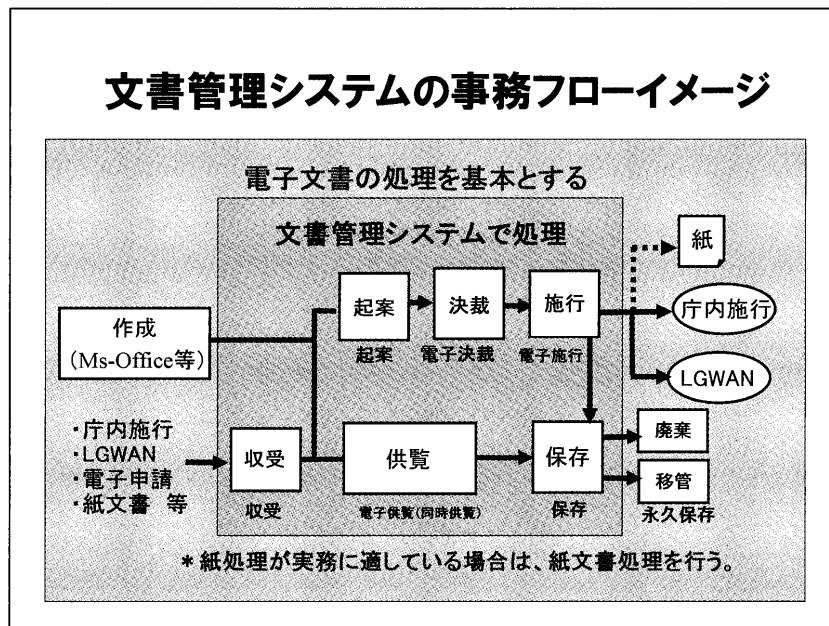 文書管理システムの事務フローイメージ
電子文書の処理を基本とする
文書管理システムで処理
紙
起案
決裁
施行
庁内施行
作成
(Ms-Office等)
起案
電子決裁
電子施行
LGWAN
・庁内施行
・LGWAN
・電子申請
・紙文書 等
収受
供覧
保存
廃棄
移管
収受
電子供覧(同時供覧)
保存
永久保存
*紙処理が実務に適している場合は、紙文書処理を行う。